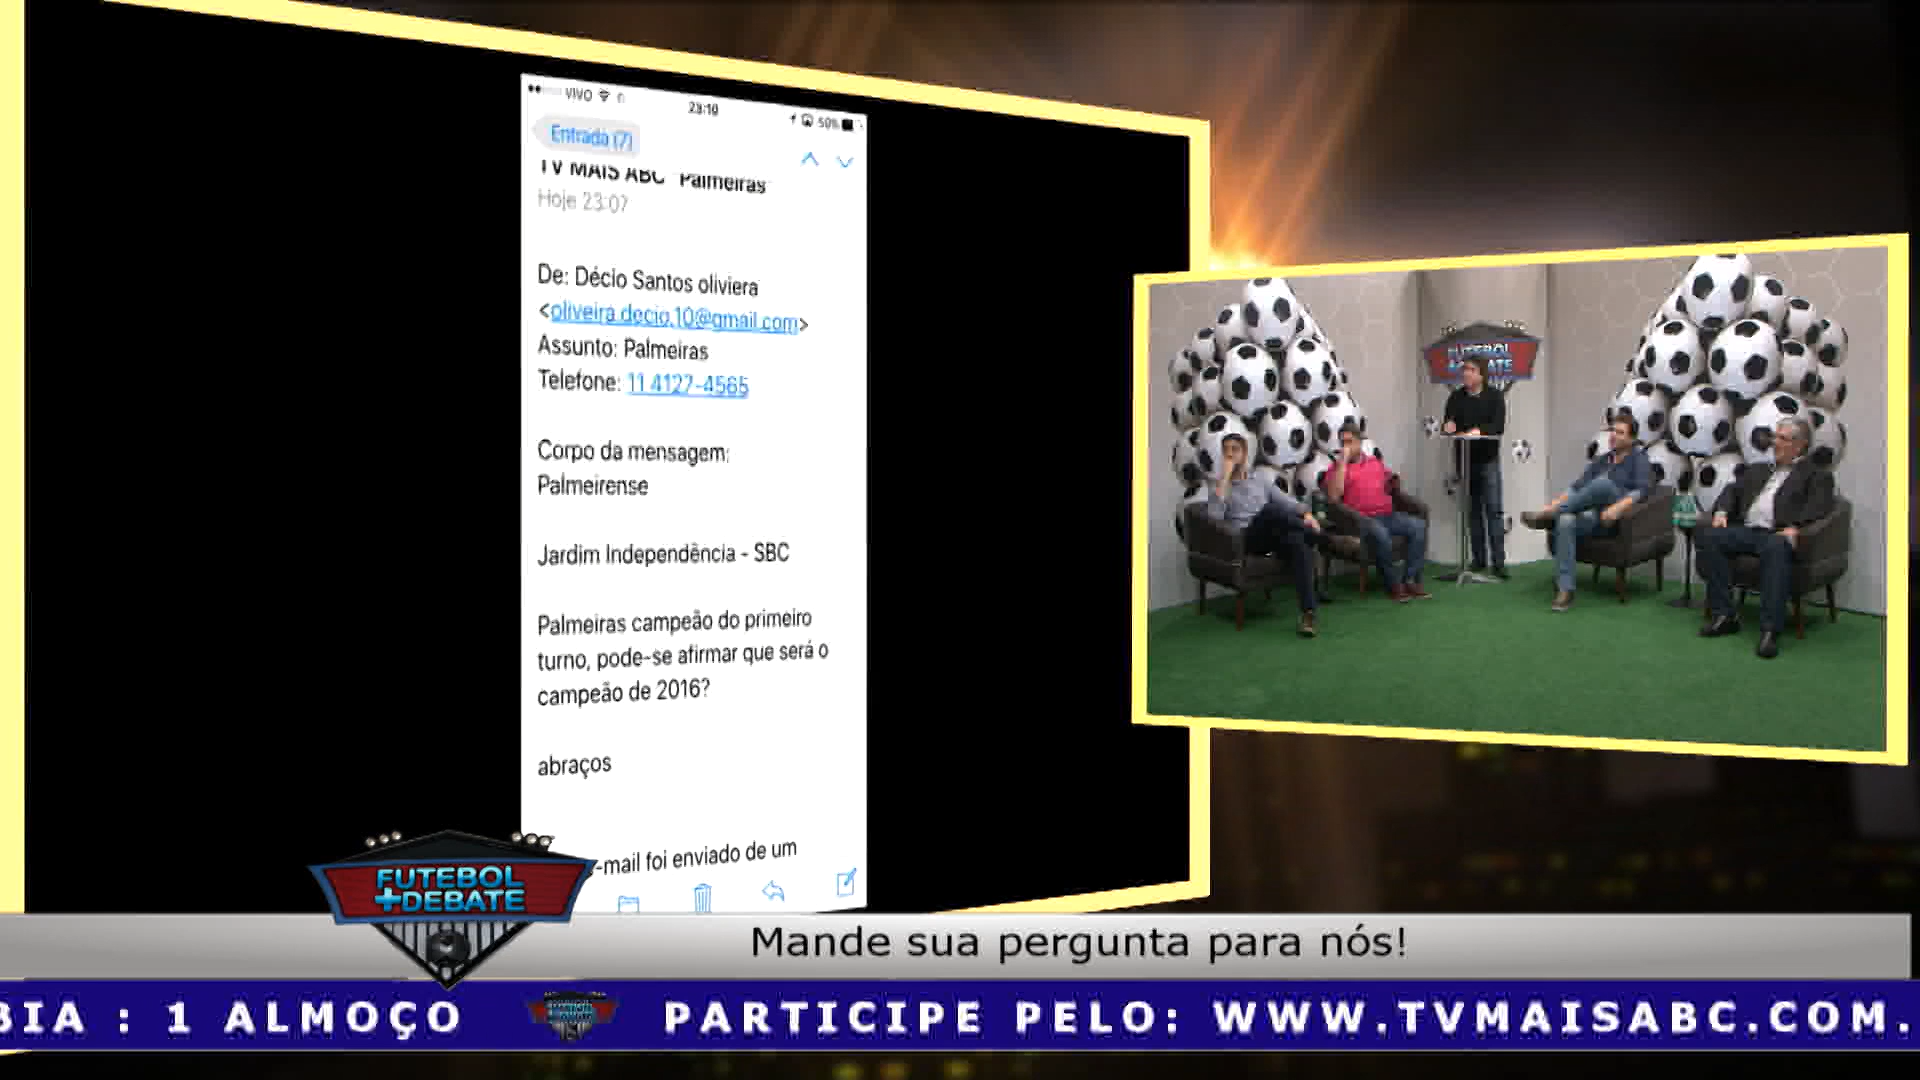 VIVO
23:10
50%
Entrada (7)
TV MAIS ABC "Palmeiras"
Hoje 23:07
De: Décio Santos oliviera
<oliveira.decio.10@gmail.com>
Assunto: Palmeiras
Telefone: 11 4127-4565
Corpo da mensagem:
Palmeirense
Jardim Independência - SBC
Palmeiras campeão do primeiro
turno, pode-se afirmar que será o
campeão de 2016?
abraços
-mail foi enviado de um
FUTEBOL
+DEBATE
FUTEBOL
+DEBATE
Mande sua pergunta para nós!
BIA : 1 ALMOÇO
PARTICIPE PELO: WWW.TVMAISABC.COM.